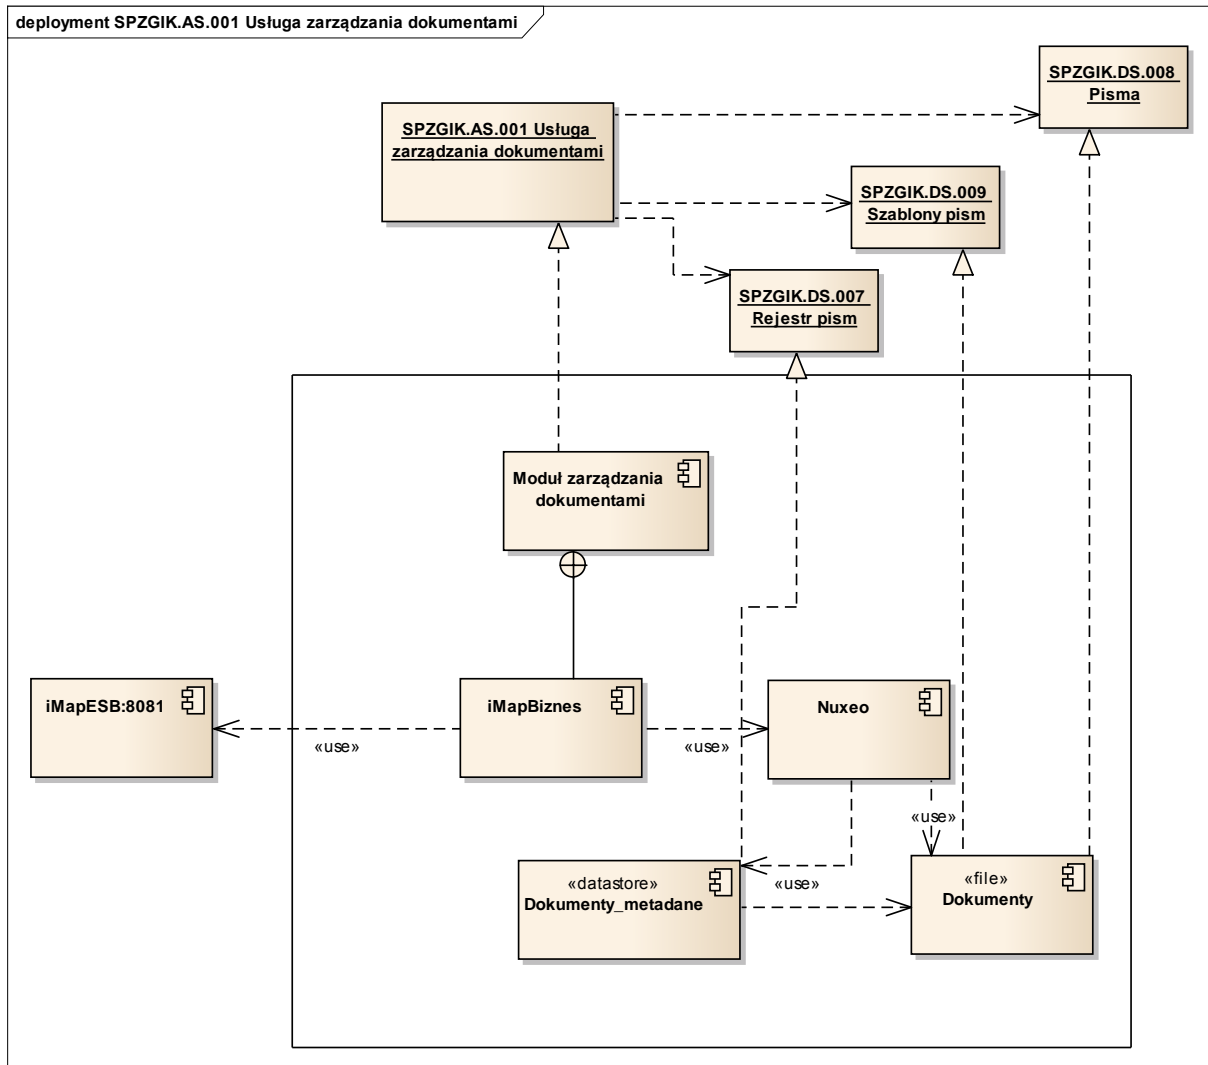 deployment SPZGIK.AS.001 Usługa zarządzania dokumentami
SPZGIK.DS.008
Pisma
SPZGIK.AS.001 Usługa
zarządzania dokumentami
SPZGIK.DS.009
Szablony pism
SPZGIK.DS.007
Rejestr pism
Moduł zarządzania
dokumentami
iMapESB:8081
iMapBiznes
Nuxeo
«use»
«use»
«use»
«use»
«datastore»
Dokumenty_metadane
«file»
Dokumenty